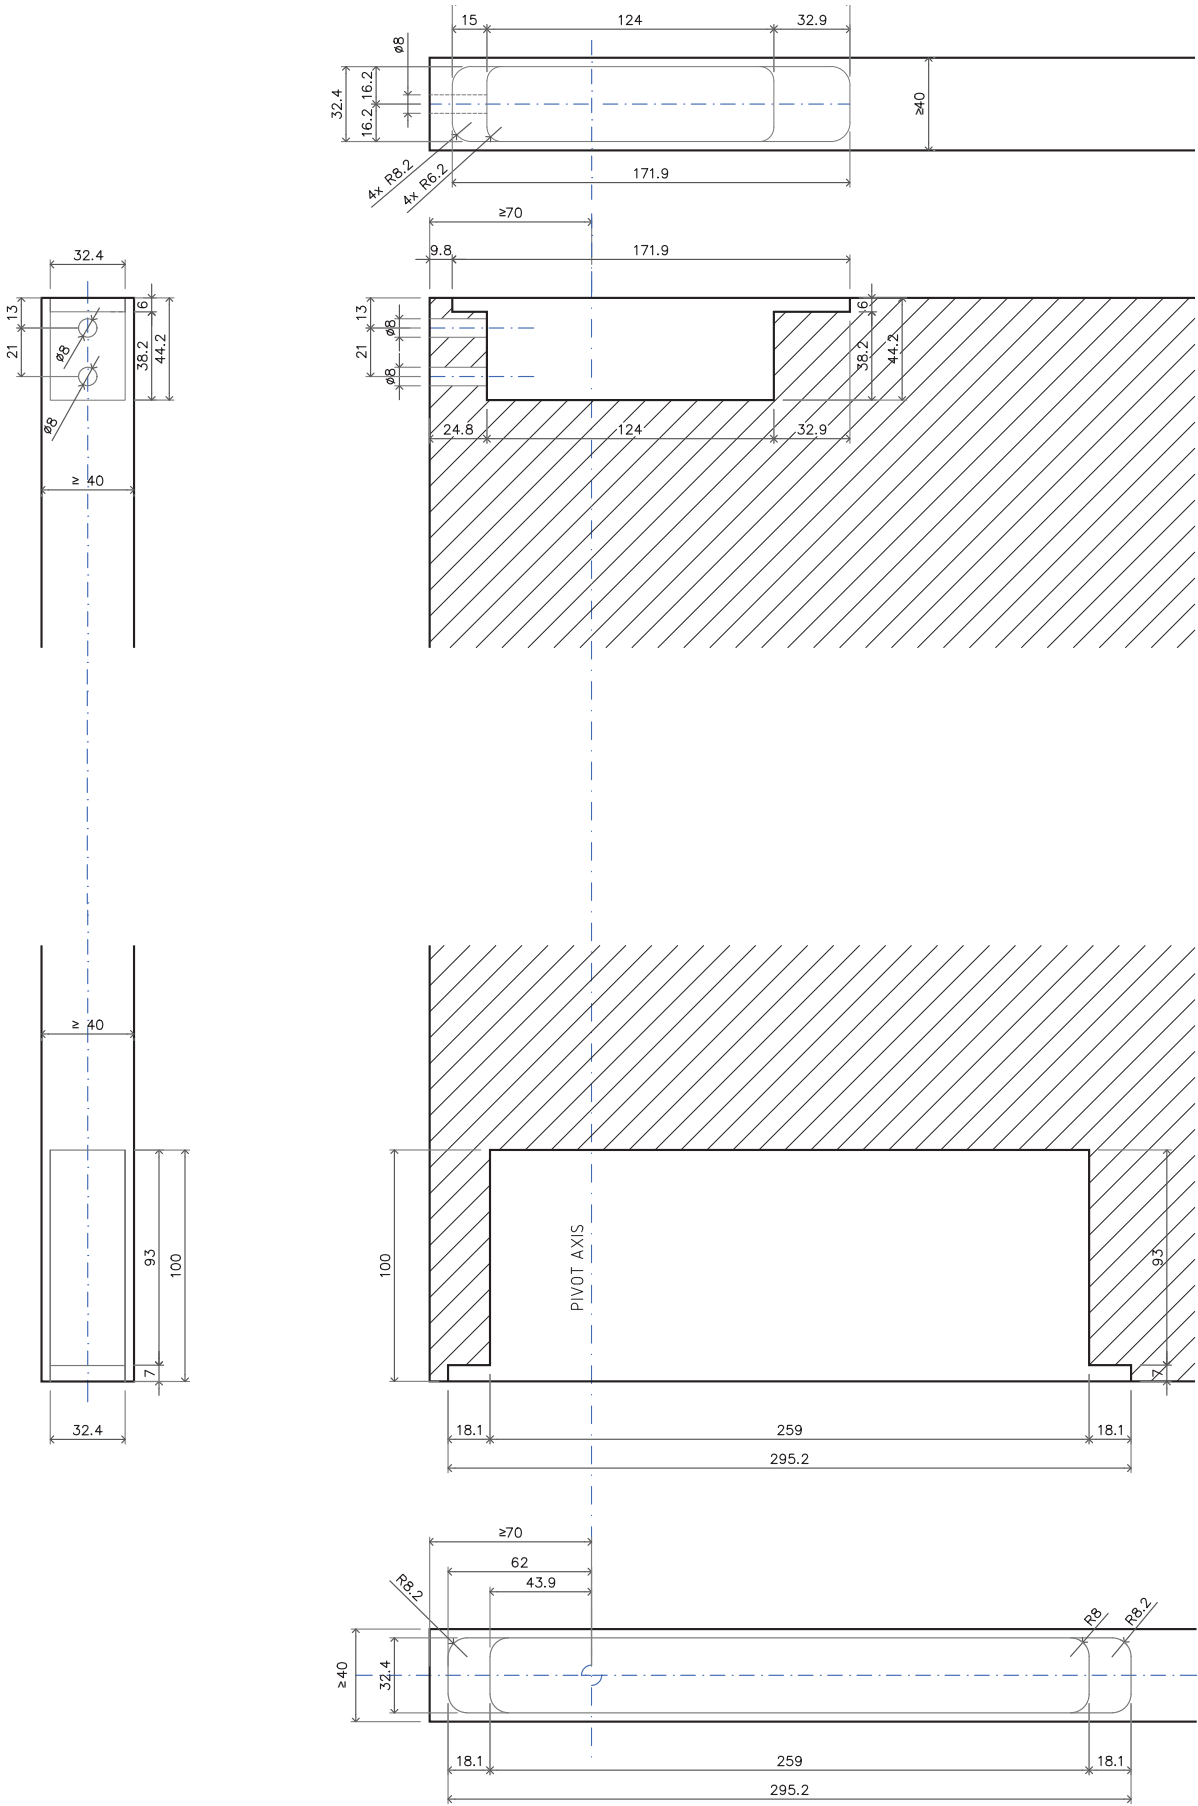 15 124 32.9
ø8
32.4 16.2 16.2
≥40
4x R8.2 4x R6.2
171.9
≥70
32.4 9.8 171.9
13 6 13 ø8 6
21 ø8 38.2 44.2 21 ø8 38.2 44.2
ø8 24.8 124 32.9
≥ 40
≥ 40
93 100 100 PIVOT AXIS 93
7 7
32.4 18.1 259 18.1
295.2
≥70
62
43.9
R8.2 R8 R8.2
≥40 32.4
18.1 259 18.1
295.2